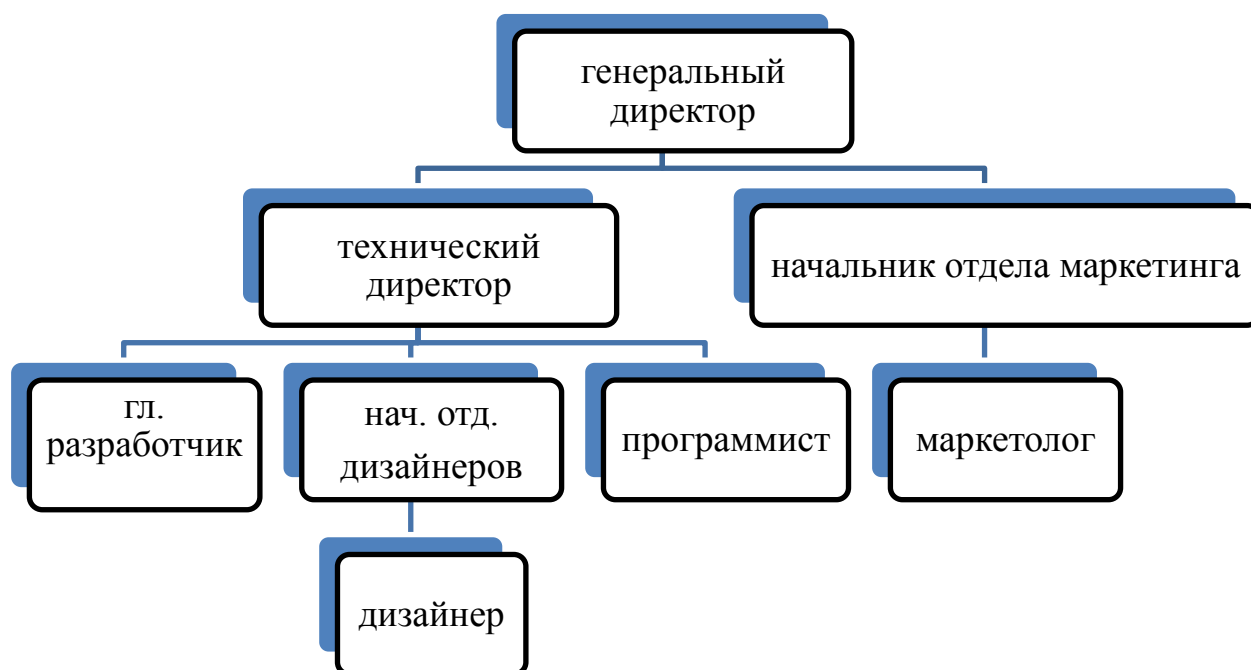 генеральный
директор
технический
директор
начальник отдела маркетинга
гл.
разработчик
нач. отд.
дизайнеров
программист
маркетолог
дизайнер